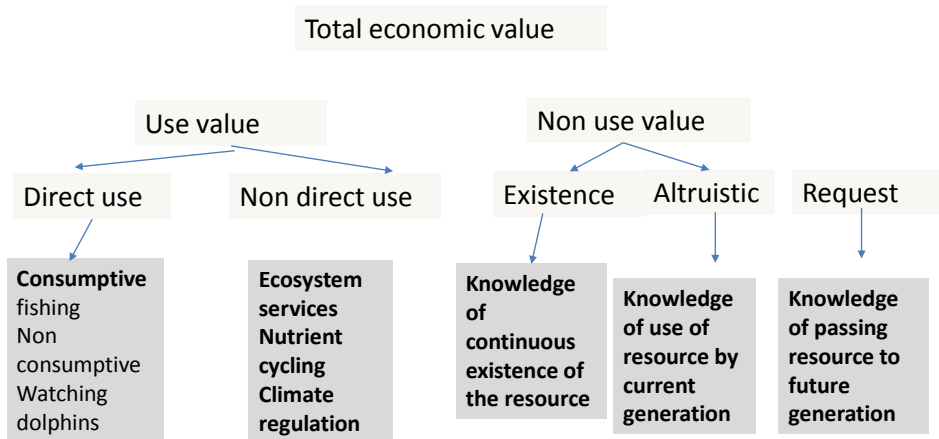 Total economic value
Use value
Non use value
Direct use
Non direct use
Existence
Altruistic
Request
Consumptive
fishing
Non
consumptive
Watching
dolphins
Ecosystem
services
Nutrient
cycling
Climate
regulation
Knowledge
of
continuous
existence of
the resource
Knowledge
of use of
resource by
current
generation
Knowledge
of passing
resource to
future
generation